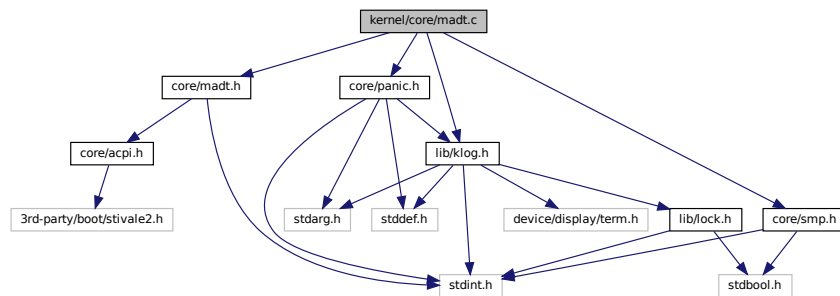 kernel/core/madt.c
core/madt.h
core/panic.h
core/acpi.h
lib/klog.h
3rd-party/boot/stivale2.h
stdarg.h
stddef.h
device/display/term.h
lib/lock.h
core/smp.h
stdint.h
stdbool.h